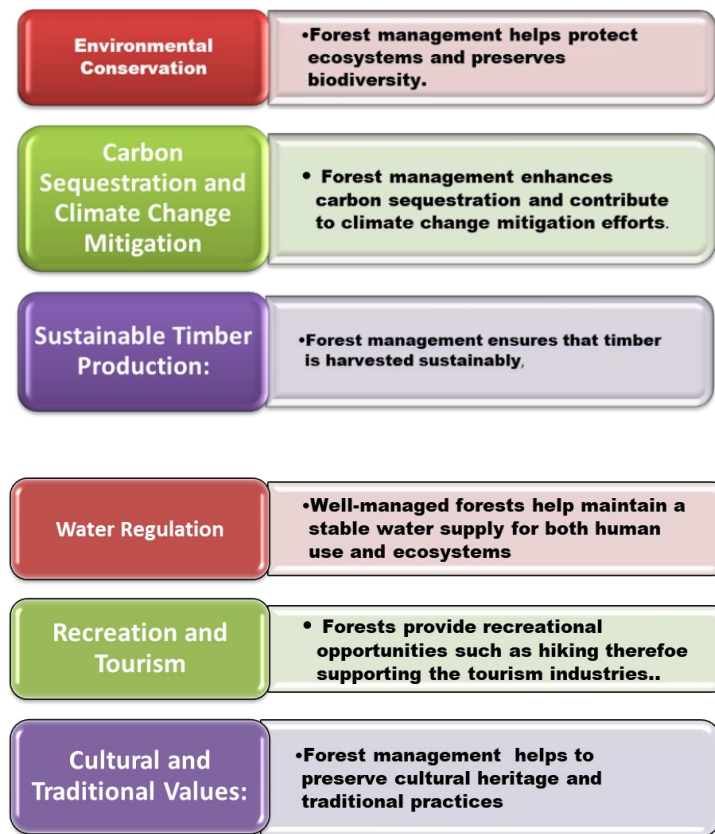 Environmental
Conservation
•Forest management helps protect
ecosystems and preserves
biodiversity.
Carbon
Sequestration and
Climate Change
Mitigation
• Forest management enhances
carbon sequestration and contribute
to climate change mitigation efforts.
Sustainable Timber
Production:
•Forest management ensures that timber
is harvested sustainably,
Water Regulation
•Well-managed forests help maintain a
stable water supply for both human
use and ecosystems
Recreation and
Tourism
• Forests provide recreational
opportunities such as hiking therefoe
supporting the tourism industries..
Cultural and
Traditional Values:
•Forest management helps to
preserve cultural heritage and
traditional practices